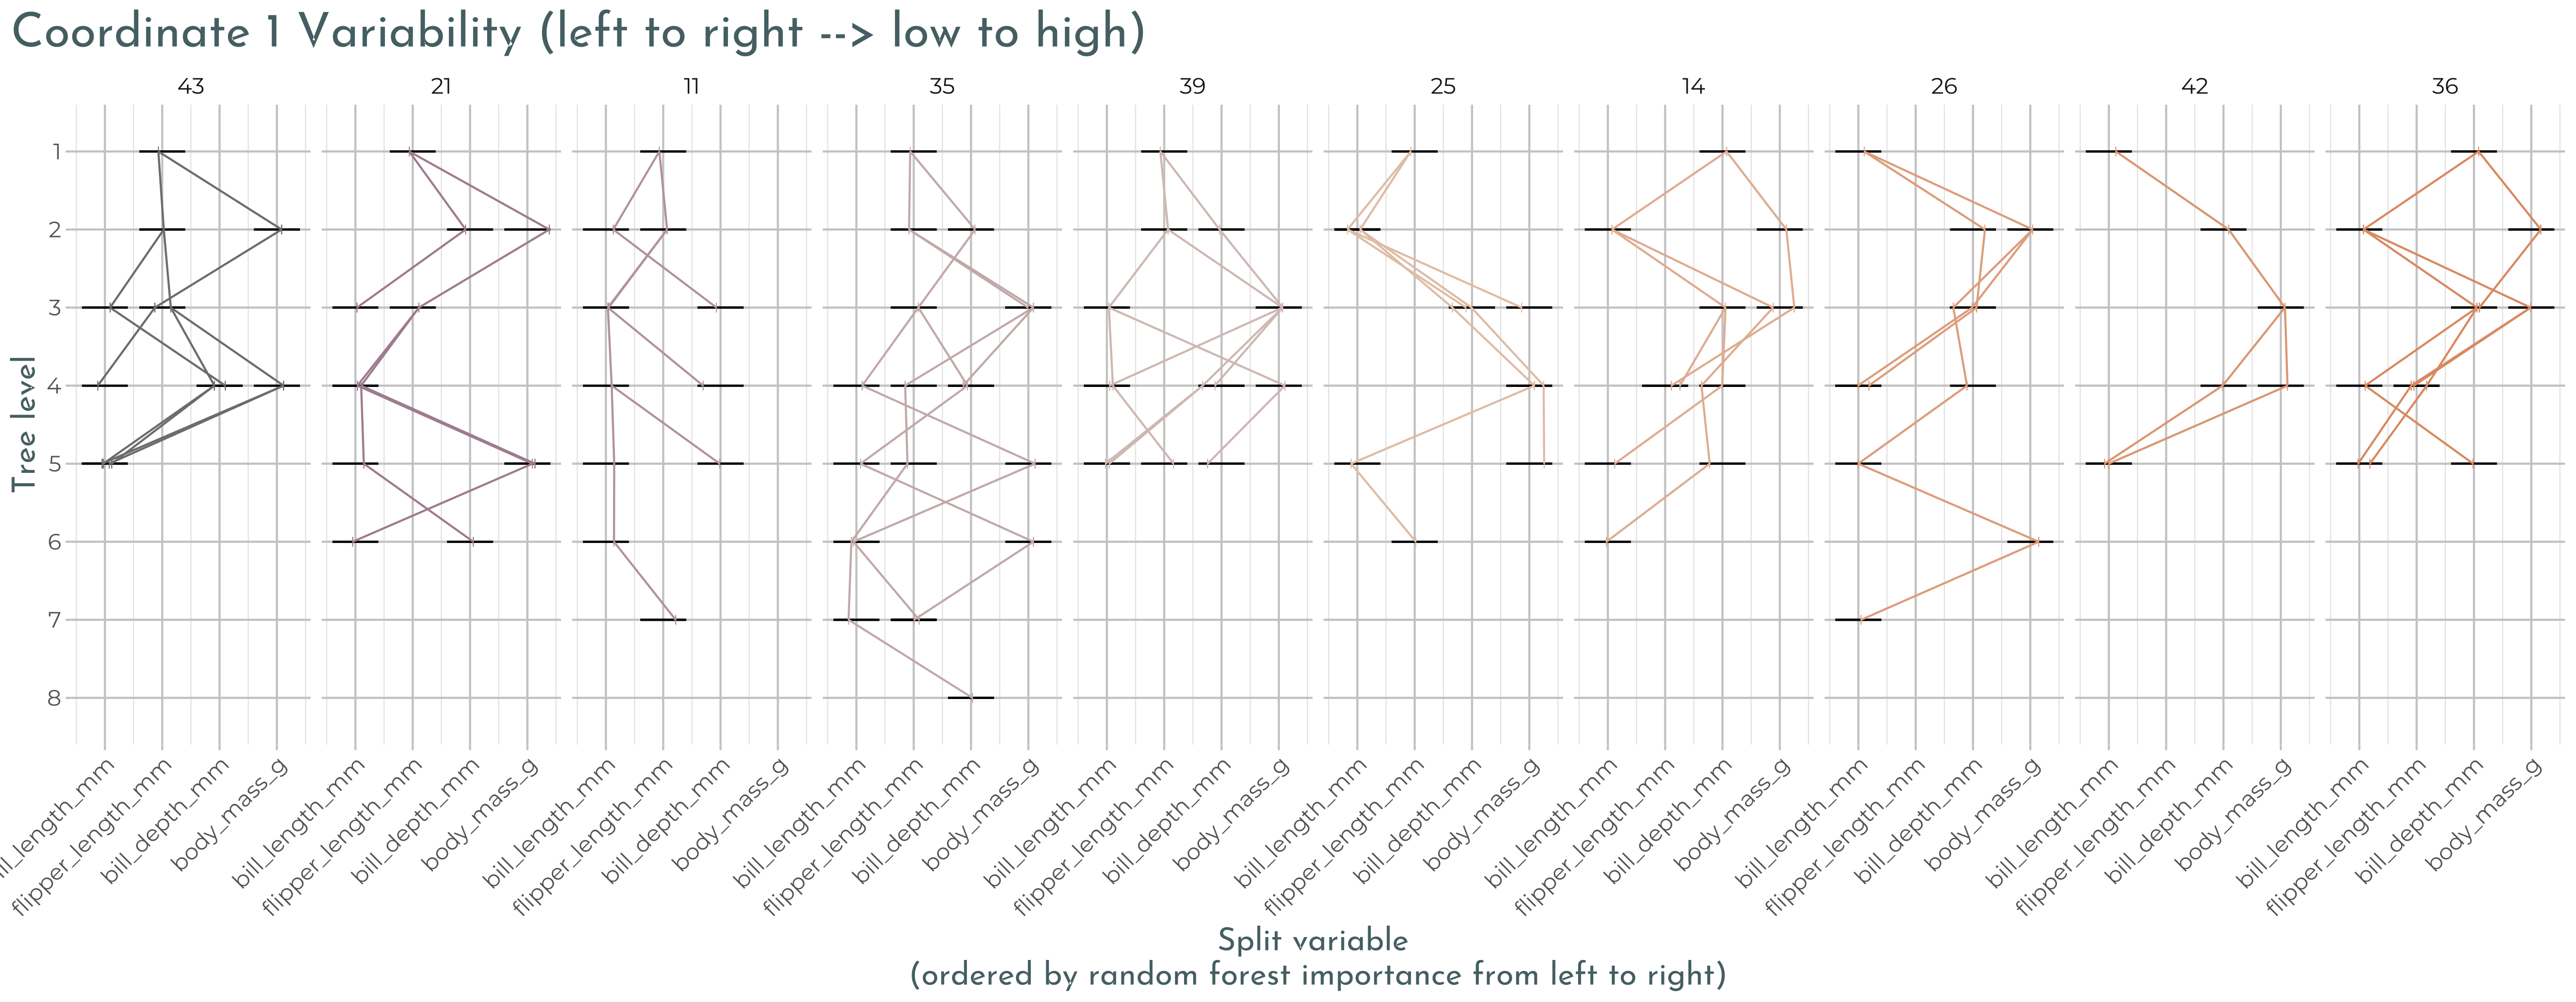 Coordinate 1 Variability (left to right --> low to high)
43 21 11 35 39 25 14 26 42 36
Tree level
1
2
3
4
5
6
7
8
bill_length_mm flipper_length_mm bill_depth_mm body_mass_g
bill_length_mm flipper_length_mm bill_depth_mm body_mass_g
bill_length_mm flipper_length_mm bill_depth_mm body_mass_g
bill_length_mm flipper_length_mm bill_depth_mm body_mass_g
bill_length_mm flipper_length_mm bill_depth_mm body_mass_g
bill_length_mm flipper_length_mm bill_depth_mm body_mass_g
bill_length_mm flipper_length_mm bill_depth_mm body_mass_g
bill_length_mm flipper_length_mm bill_depth_mm body_mass_g
bill_length_mm flipper_length_mm bill_depth_mm body_mass_g
bill_length_mm flipper_length_mm bill_depth_mm body_mass_g
Split variable
(ordered by random forest importance from left to right)